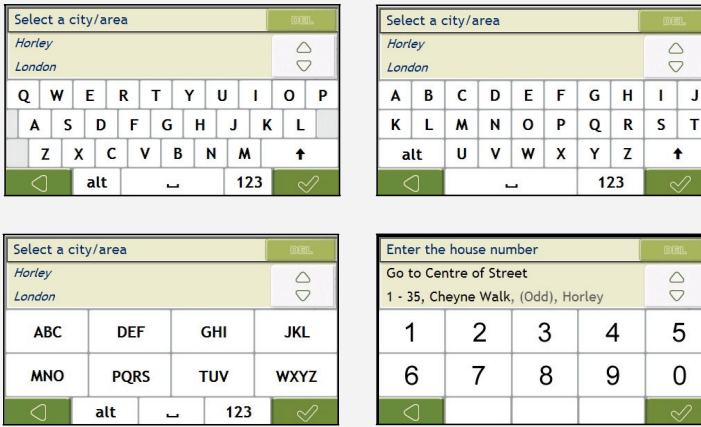 Select a city/area DEL
Horley
London
Q W E R T Y U I O P
A S D F G H J K L
Z X C V B N M
alt 123
Select a city/area DEL
Horley
London
A B C D E F G H I J
K L M N O P Q R S T
alt U V W X Y Z
123
Select a city/area DEL
Horley
London
ABC DEF GHI JKL
MNO PQRS TUV WXYZ
alt 123
Enter the house number DEL
Go to Centre of Street
1 - 35, Cheyne Walk, (Odd), Horley
1 2 3 4 5
6 7 8 9 0